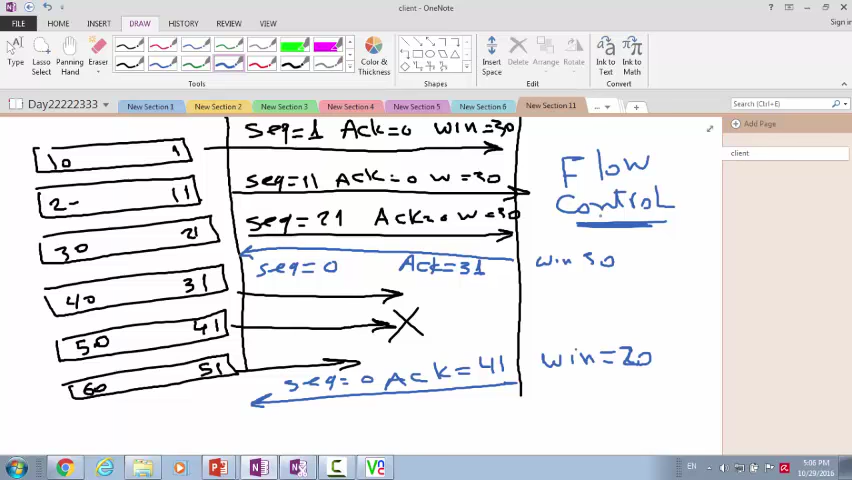 client - OneNote
Sign in
FILE HOME INSERT DRAW HISTORY REVIEW VIEW
Type
Lasso Select
Panning Hand
Eraser
Color & Thickness
Insert Space
Delete
Arrange
Ink to Text
Ink to Math
Tools
Shapes
Edit
Convert
Day22222333
New Section 1
New Section 2
New Section 3
New Section 4
New Section 5
New Section 6
New Section 11
Search (Ctrl+E)
Add Page
client
10 1
seq=1 Ack=0 win=30
Flow
20 11
seq=11 Ack=0 w=30
Control
30 21
seq=21 Ack=0 w=30
seq=0 Ack=31
win 30
40 31
50 41
60 51
seq=0 Ack=41
win=20
EN
5:06 PM
10/29/2016